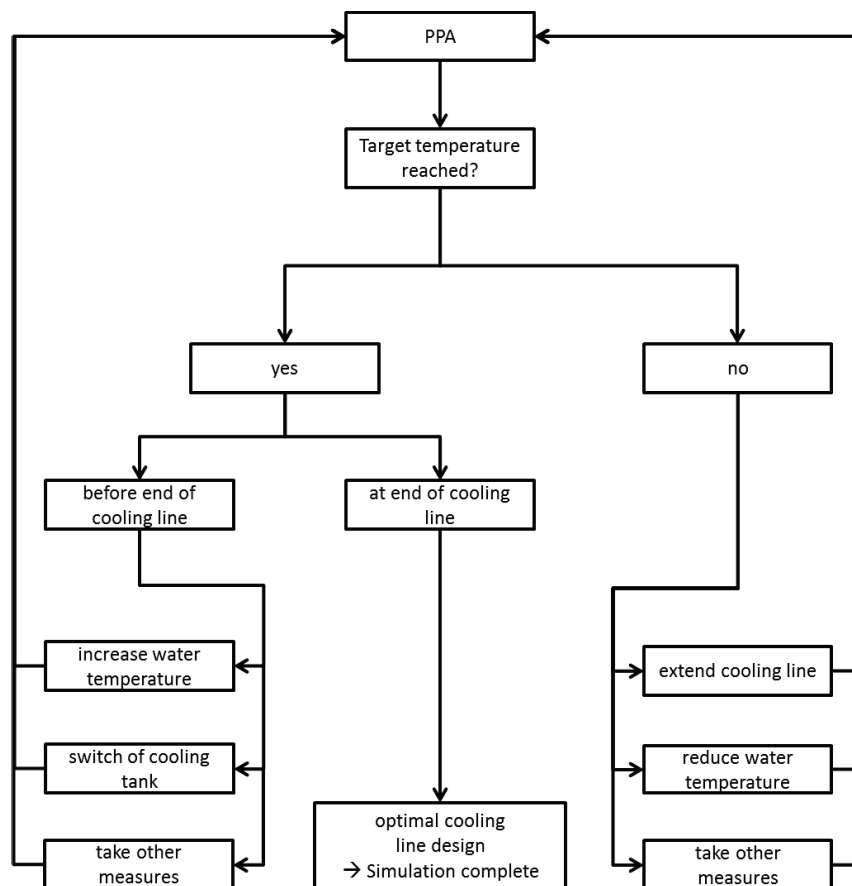 PPA
Target temperature
reached?
yes
no
before end of
cooling line
at end of cooling
line
increase water
temperature
switch of cooling
tank
take other
measures
optimal cooling
line design
→ Simulation complete
extend cooling line
reduce water
temperature
take other
measures